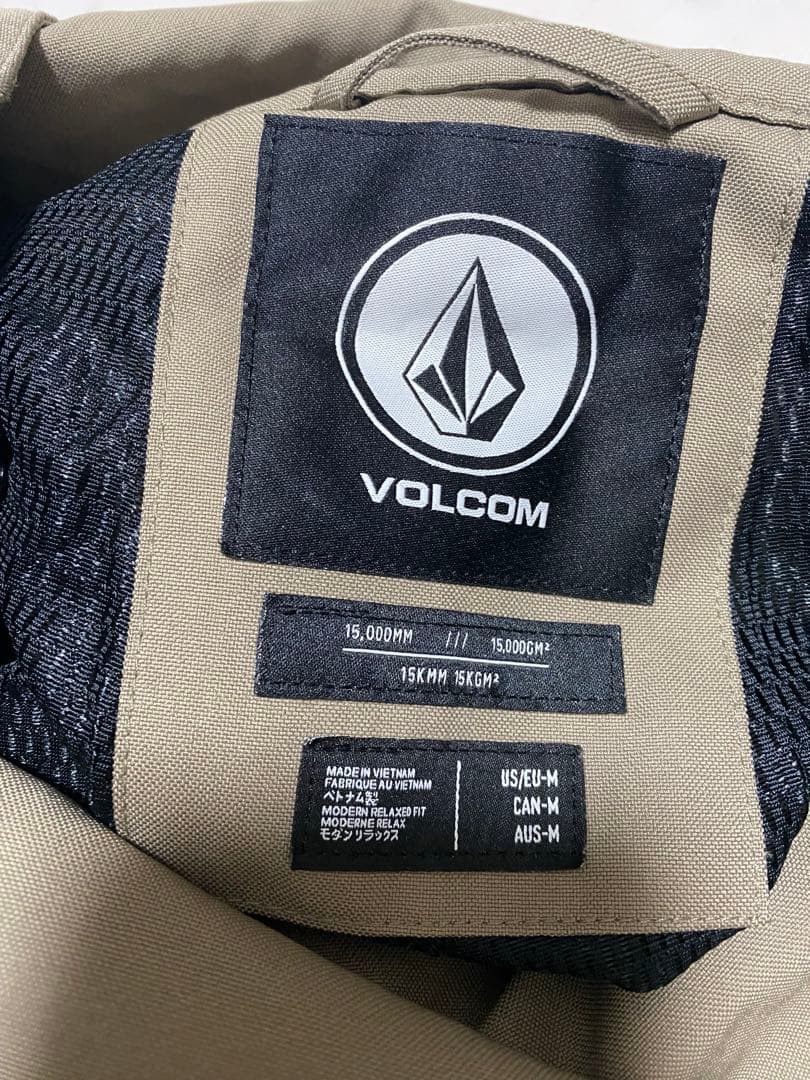 VOLCOM
15,000MM /// 15,000GM²
15KMM 15KGM²
MADE IN VIETNAM
FABRIQUE AU VIETNAM
ベトナム製
MODERN RELAXED FIT
MODERNE RELAX
モダンリラックス
US/EU-M
CAN-M
AUS-M